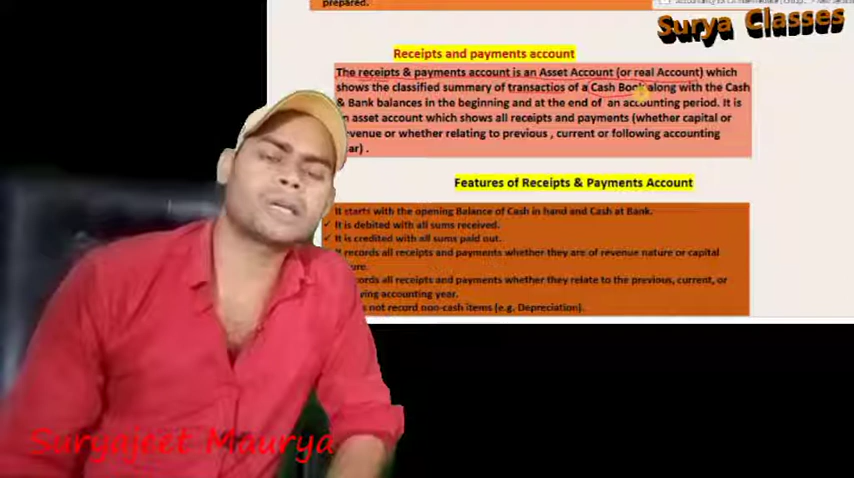 prepared.
Surya Classes
Receipts and payments account
The receipts & payments account is an Asset Account (or real Account) which
shows the classified summary of transactios of a Cash Book along with the Cash
& Bank balances in the beginning and at the end of an accounting period. It is
asset account which shows all receipts and payments (whether capital or
or whether relating to previous , current or following accounting
) .
Features of Receipts & Payments Account
It starts with the opening Balance of Cash in hand and Cash at Bank.
✓ It is debited with all sums received.
✓ It is credited with all sums paid out.
records all receipts and payments whether they are of revenue nature or capital
all receipts and payments whether they relate to the previous, current, or
accounting year.
not record non-cash items (e.g, Depreciation).
Suryajeet Maurya